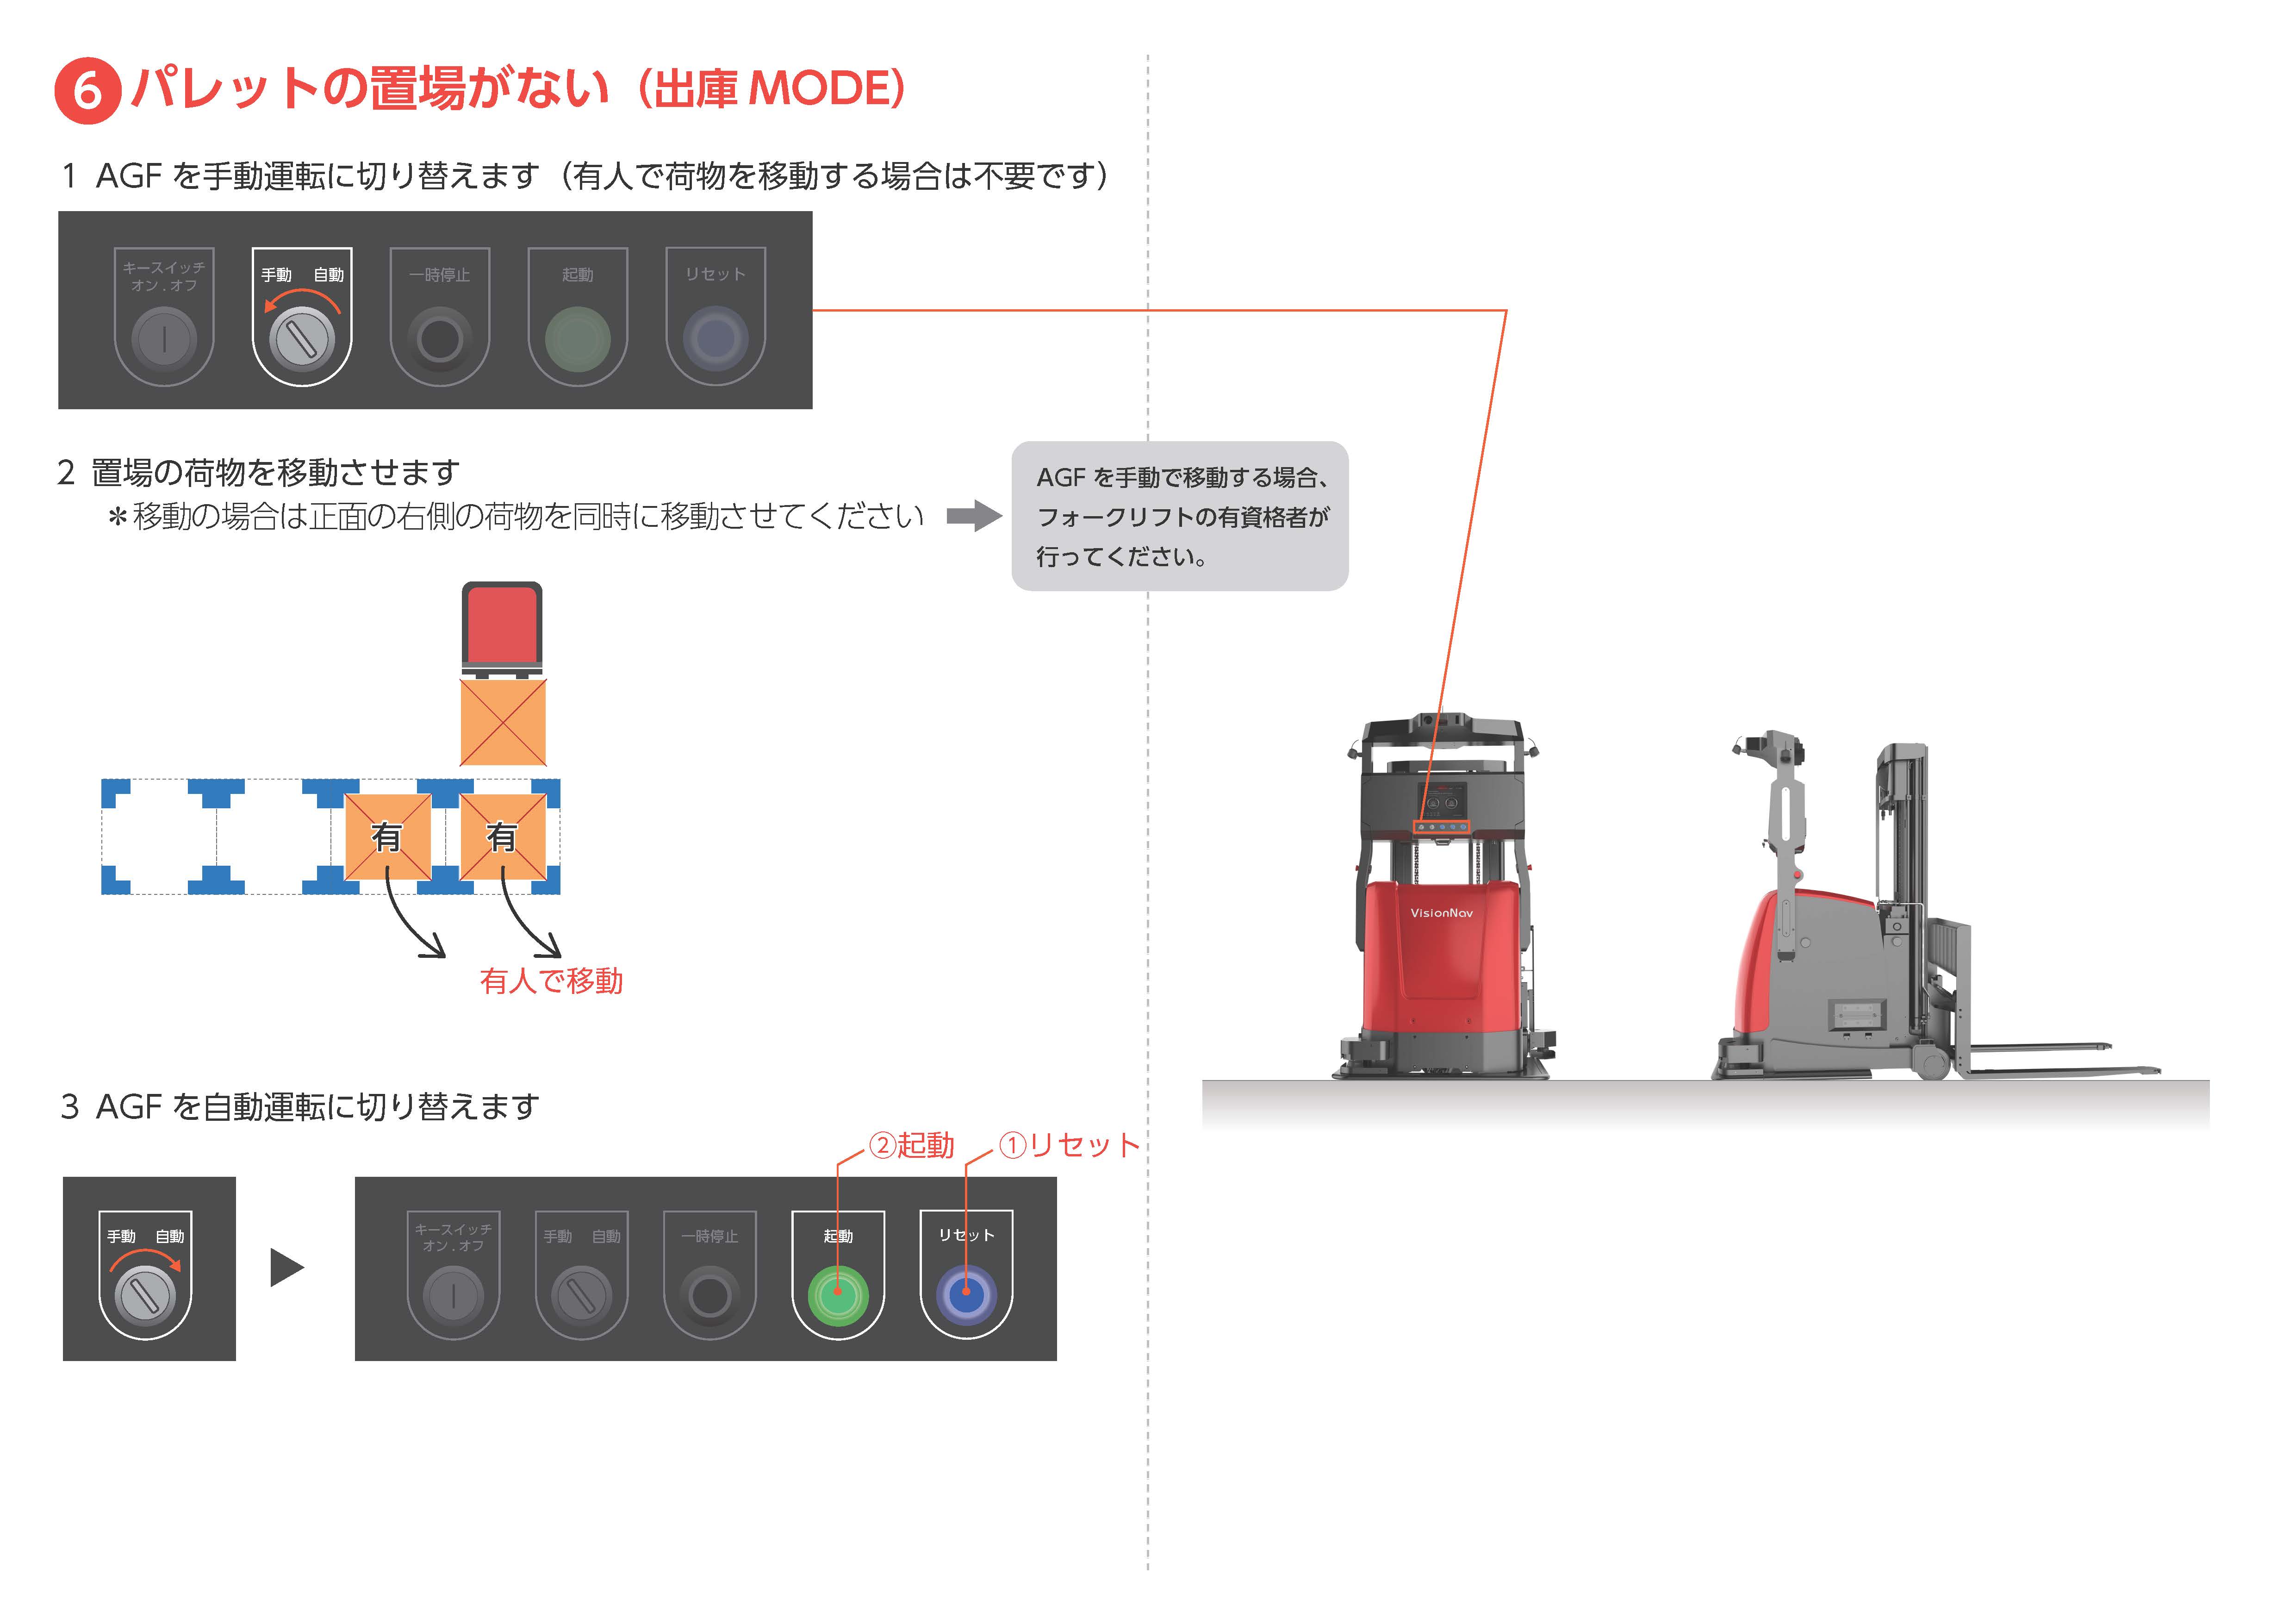 6 パレットの置場がない（出庫 MODE）
1 AGF を手動運転に切り替えます（有人で荷物を移動する場合は不要です）
キースイッチ
オン . オフ
手動 自動
一時停止
起動
リセット
2 置場の荷物を移動させます
＊移動の場合は正面の右側の荷物を同時に移動させてください
AGF を手動で移動する場合、
フォークリフトの有資格者が
行ってください。
有
有
有人で移動
VisionNav
3 AGF を自動運転に切り替えます
②起動
①リセット
手動 自動
キースイッチ
オン . オフ
手動 自動
一時停止
起動
リセット